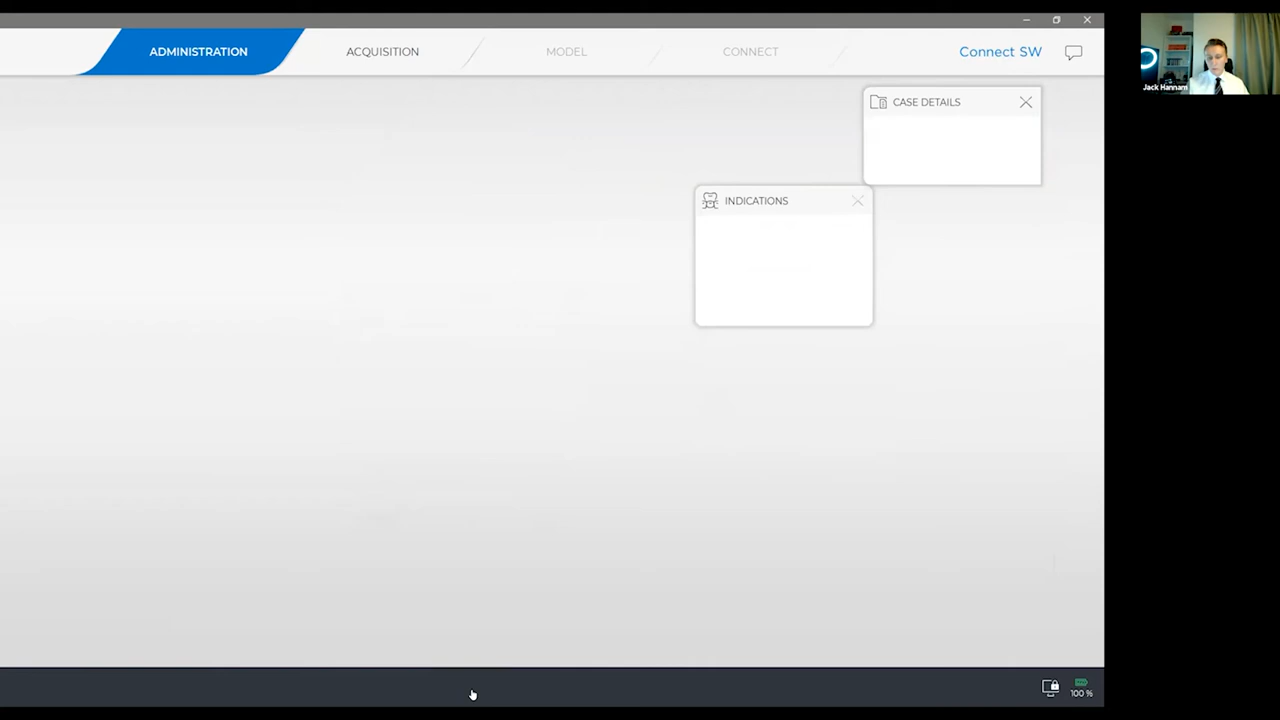 ADMINISTRATION
ACQUISITION
MODEL
CONNECT
Connect SW
CASE DETAILS
INDICATIONS
100 %
Jack Hannam